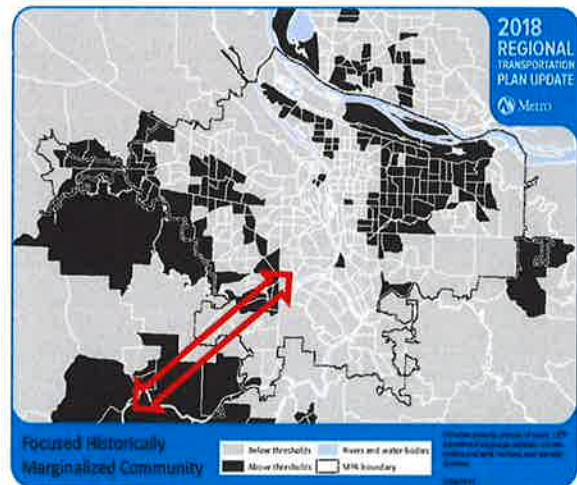 2018
REGIONAL
TRANSPORTATION
PLAN UPDATE
Metro
Focused Historically
Marginalized Community
Below thresholds
Rivers and water bodies
Above thresholds
MPA boundary